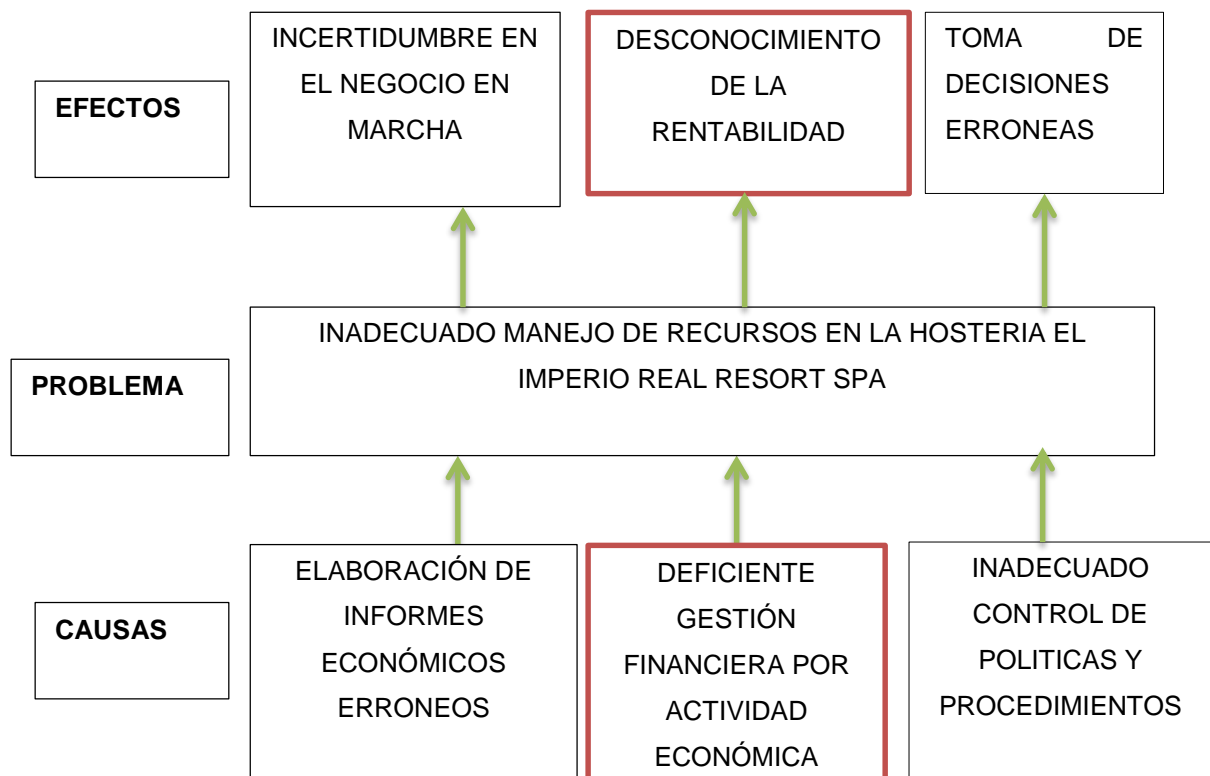 EFECTOS
INCERTIDUMBRE EN
EL NEGOCIO EN
MARCHA
DESCONOCIMIENTO
DE LA
RENTABILIDAD
TOMA DE
DECISIONES
ERRONEAS
PROBLEMA
INADECUADO MANEJO DE RECURSOS EN LA HOSTERIA EL
IMPERIO REAL RESORT SPA
CAUSAS
ELABORACIÓN DE
INFORMES
ECONÓMICOS
ERRONEOS
DEFICIENTE
GESTIÓN
FINANCIERA POR
ACTIVIDAD
ECONÓMICA
INADECUADO
CONTROL DE
POLITICAS Y
PROCEDIMIENTOS